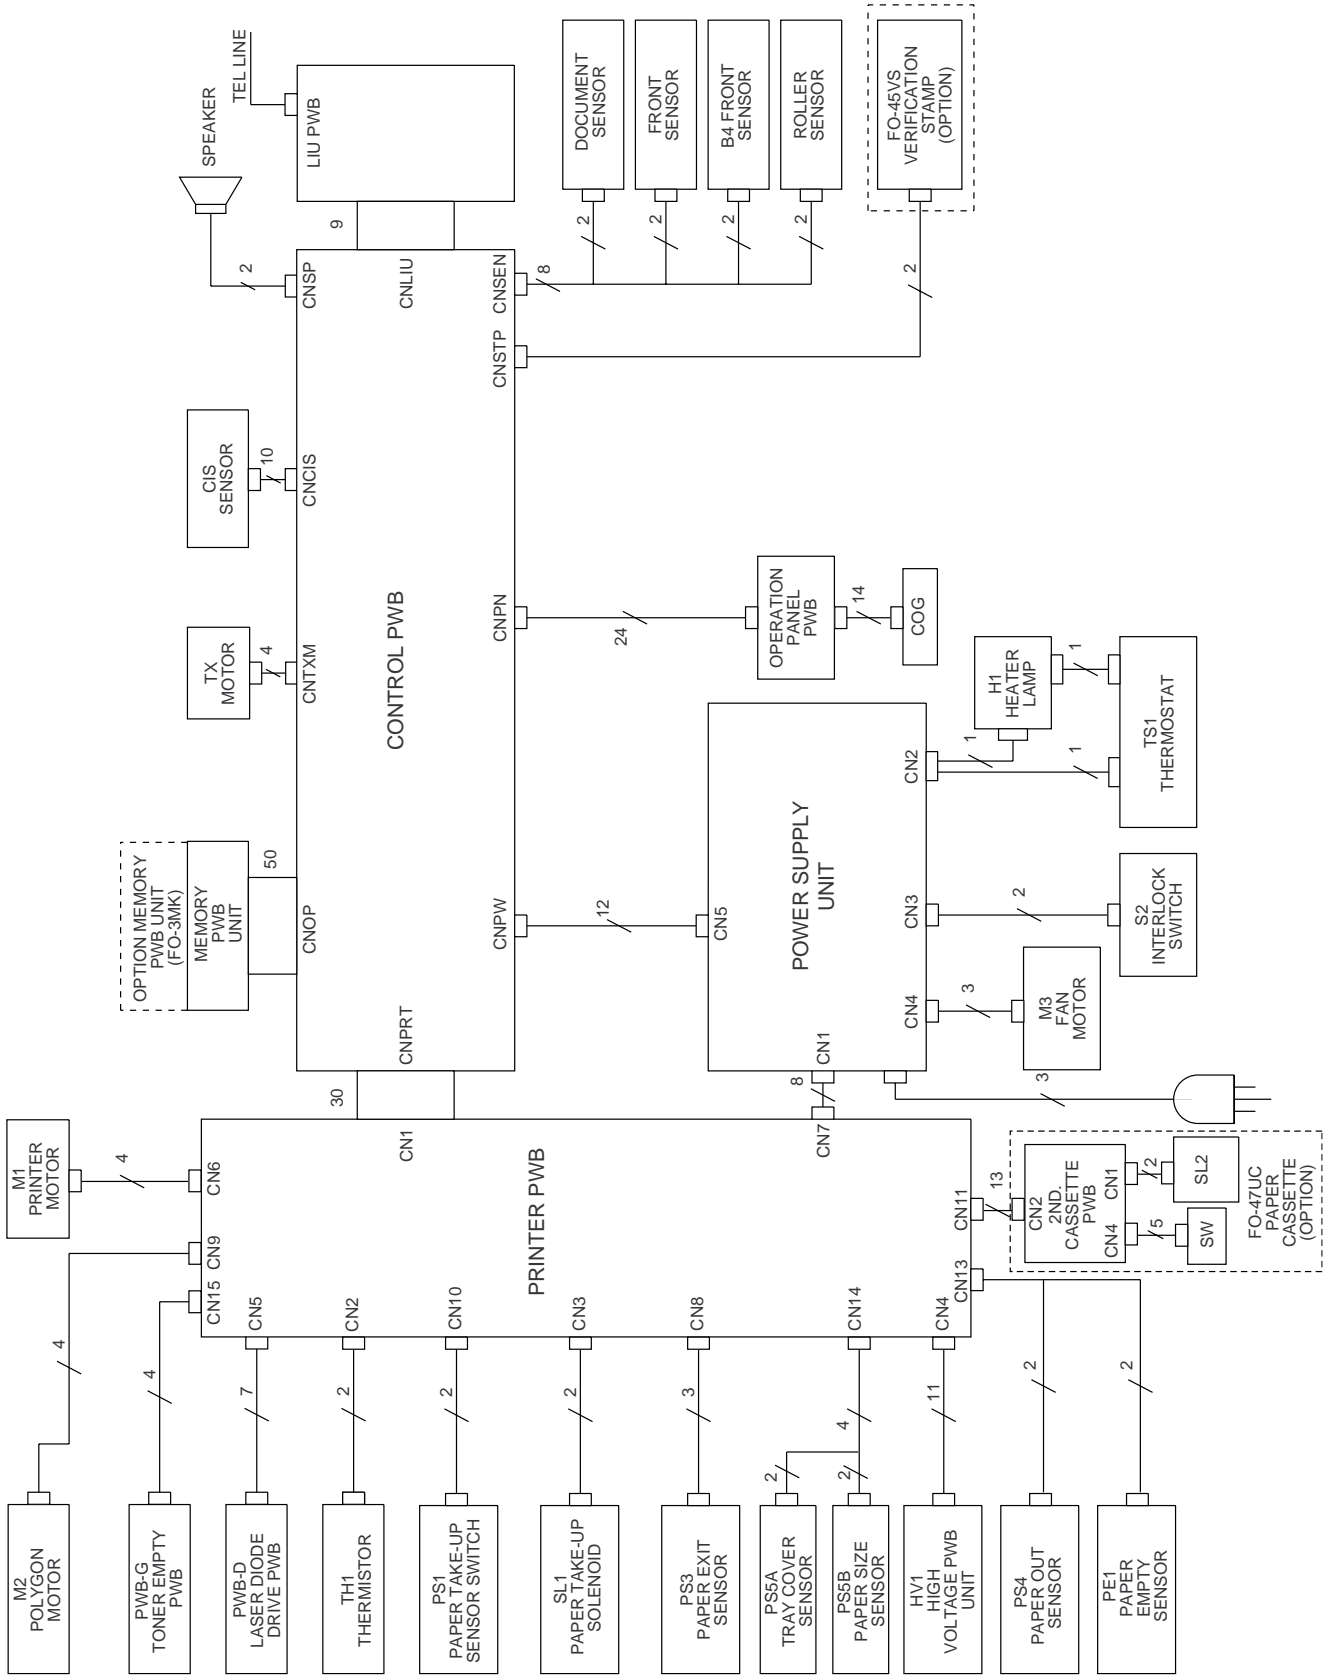 M2
POLYGON
MOTOR
PWB-G
TONER EMPTY
PWB
PWB-D
LASER DIODE
DRIVE PWB
TH1
THERMISTOR
PS1
PAPER TAKE-UP
SENSOR SWITCH
SL1
PAPER TAKE-UP
SOLENOID
PS3
PAPER EXIT
SENSOR
PS5A
TRAY COVER
SENSOR
PS5B
PAPER SIZE
SENSOR
HV1
HIGH
VOLTAGE PWB
UNIT
PS4
PAPER OUT
SENSOR
PE1
PAPER
EMPTY
SENSOR
4
4
7
2
2
2
3
2
2
4
11
2
2
M1
PRINTER
MOTOR
4
CN6
CN9
CN15
CN5
CN2
CN10
CN3
CN8
CN14
CN4
CN13
CN11
CN7
CN1
PRINTER PWB
30
8
13
CN2
2ND.
CASSETTE
PWB
CN4
CN1
5
2
SW
SL2
FO-47UC
PAPER
CASSETTE
(OPTION)
OPTION MEMORY
PWB UNIT
(FO-3MK)
MEMORY
PWB
UNIT
50
CNOP
CNPRT
CNPW
CONTROL PWB
12
CN5
POWER SUPPLY
UNIT
CN1
CN4
CN3
CN2
3
3
M3
FAN
MOTOR
2
S2
INTERLOCK
SWITCH
1
1
1
H1
HEATER
LAMP
TS1
THERMOSTAT
TX
MOTOR
4
CNTXM
CIS
SENSOR
10
CNCIS
CNPN
24
OPERATION
PANEL
PWB
14
COG
SPEAKER
2
CNSP
CNLIU
CNSEN
CNSTP
9
LIU PWB
TEL LINE
8
2
2
2
2
2
DOCUMENT
SENSOR
FRONT
SENSOR
B4 FRONT
SENSOR
ROLLER
SENSOR
FO-45VS
VERIFICATION
STAMP
(OPTION)